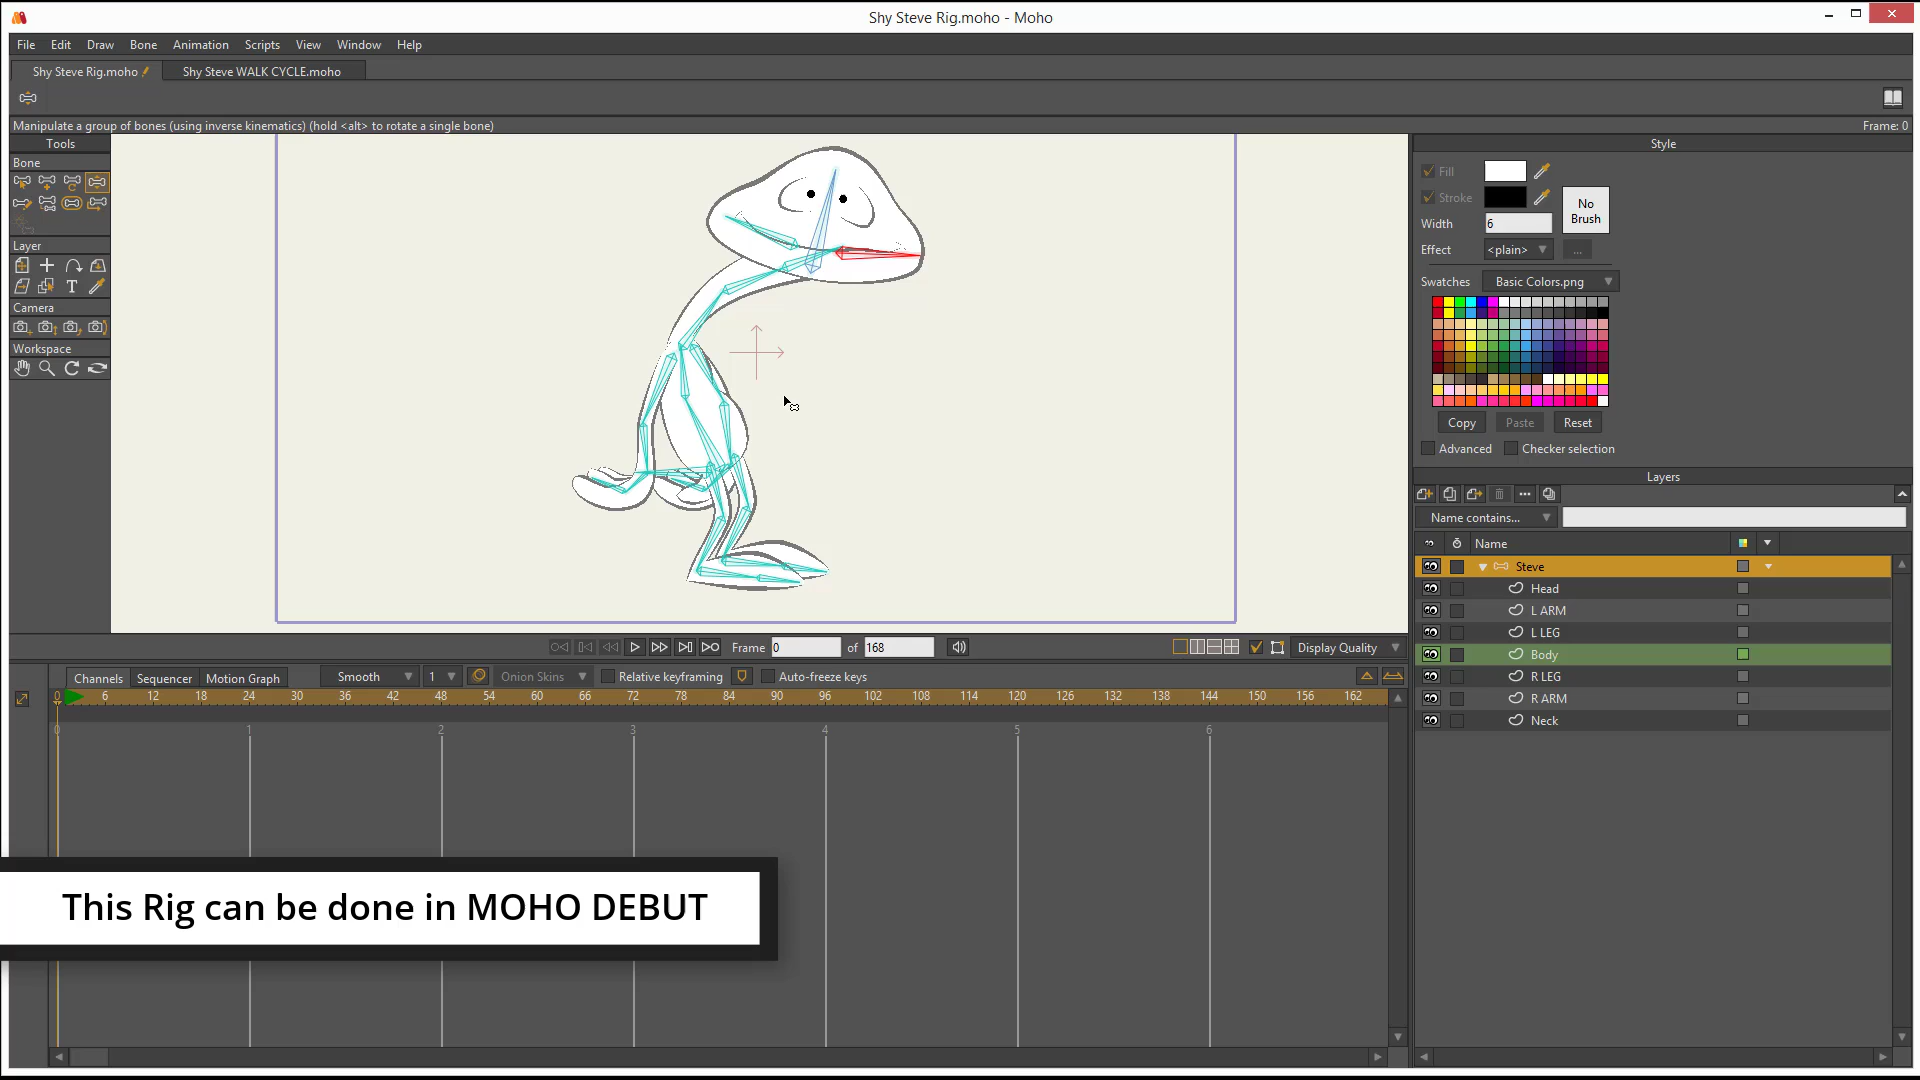 Shy Steve Rig.moho - Moho
File Edit Draw Bone Animation Scripts View Window Help
Shy Steve Rig.moho Shy Steve WALK CYCLE.moho
Manipulate a group of bones (using inverse kinematics) (hold <alt> to rotate a single bone) Frame: 0
Tools
Bone
Layer
T
Camera
Workspace
Style
Fill
Stroke
No Brush
Width 6
Effect <plain> ...
Swatches Basic Colors.png
Copy Paste Reset
Advanced Checker selection
Layers
Name contains...
Name
Steve
Head
L ARM
L LEG
Body
R LEG
R ARM
Neck
Frame 0 of 168 Display Quality
Channels Sequencer Motion Graph Smooth 1 Onion Skins Relative keyframing Auto-freeze keys
0 6 12 18 24 30 36 42 48 54 60 66 72 78 84 90 96 102 108 114 120 126 132 138 144 150 156 162
0 1 2 3 4 5 6
This Rig can be done in MOHO DEBUT